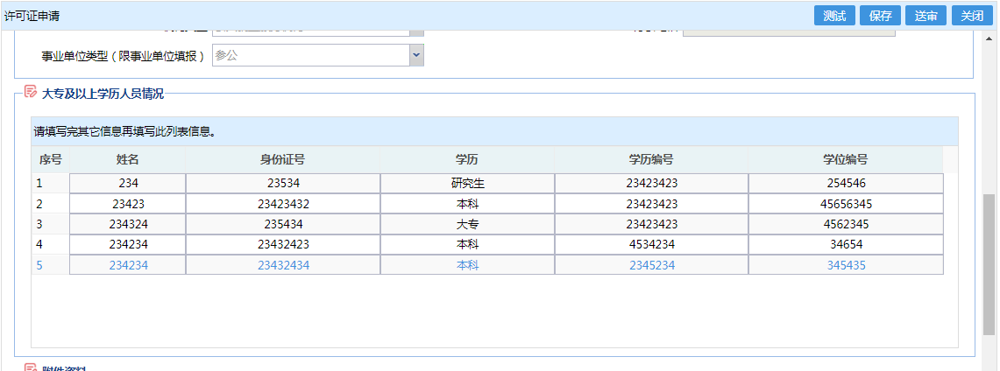 许可证申请 测试 保存 送审 关闭
事业单位类型（限事业单位填报） 参公
大专及以上学历人员情况
请填写完其它信息再填写此列表信息。
序号 姓名 身份证号 学历 学历编号 学位编号
1 234 23534 研究生 23423423 254546
2 23423 23423432 本科 23423423 45656345
3 234324 235434 大专 23423423 4562345
4 234234 23432423 本科 4534234 34654
5 234234 23432434 本科 2345234 345435
附件资料